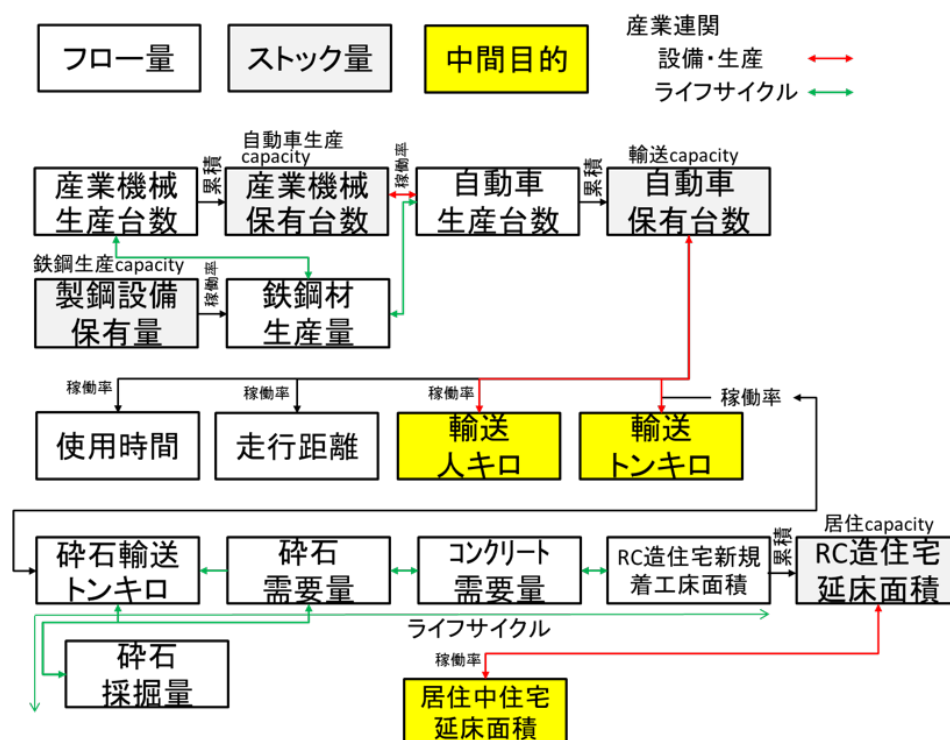 産業連関
フロー量
ストック量
中間目的
設備・生産
ライフサイクル
自動車生産
capacity
輸送capacity
産業機械
生産台数
累積
産業機械
保有台数
稼働率
自動車
生産台数
累積
自動車
保有台数
鉄鋼生産capacity
製鋼設備
保有量
稼働率
鉄鋼材
生産量
稼働率
稼働率
稼働率
稼働率
稼働率
使用時間
走行距離
輸送
人キロ
輸送
トンキロ
居住capacity
砕石輸送
トンキロ
砕石
需要量
コンクリート
需要量
RC造住宅新規
着工床面積
累積
RC造住宅
延床面積
ライフサイクル
砕石
採掘量
稼働率
居住中住宅
延床面積